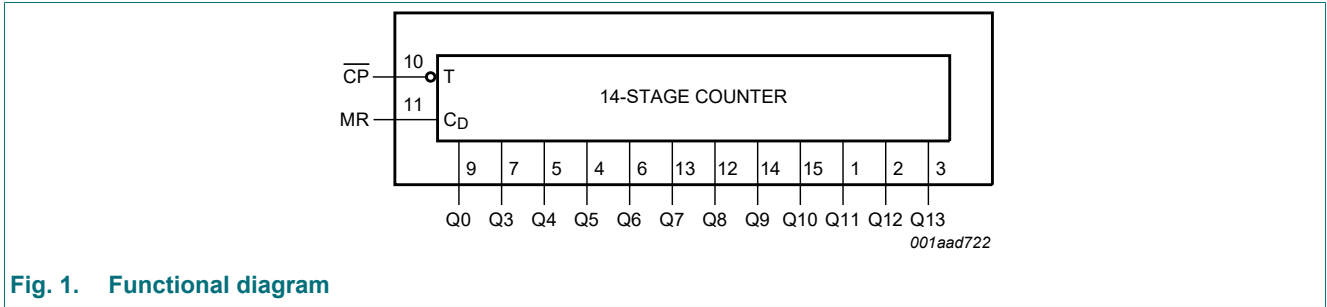 10
CP T
14-STAGE COUNTER
11
MR CD
9 7 5 4 6 13 12 14 15 1 2 3
Q0 Q3 Q4 Q5 Q6 Q7 Q8 Q9 Q10 Q11 Q12 Q13
001aad722
Fig. 1. Functional diagram